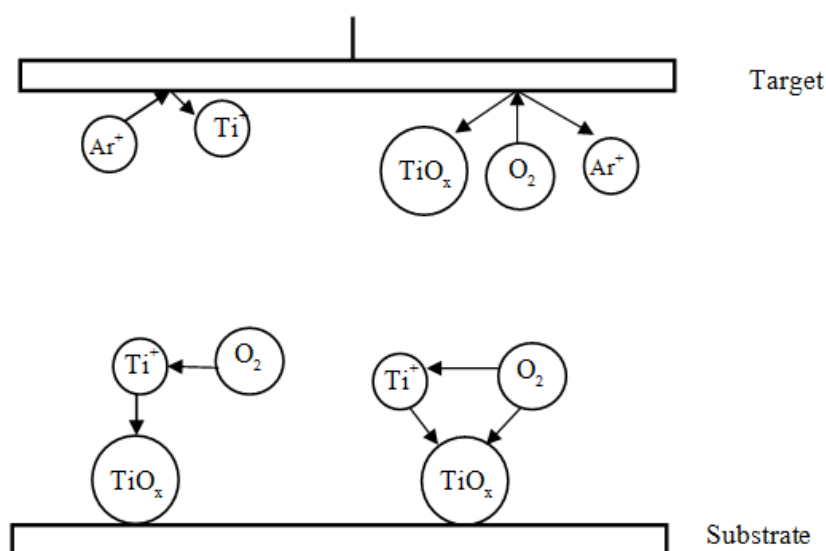 Target
Ar⁺
Ti⁺
TiOₓ
O₂
Ar⁺
Ti⁺
O₂
Ti⁺
O₂
TiOₓ
TiOₓ
Substrate